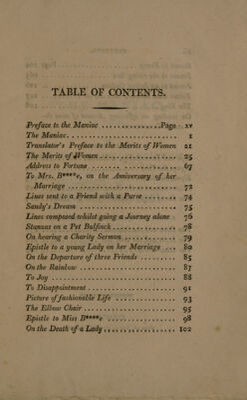 TABLE OF CONTENTS.
Preface to the Maniac ................Page xv
The Maniac........................... 1
Translator's Preface to the Merits of Women 21
The Merits of Women................... 25
Address to Fortune ................... 67
To Mrs. B****e, on the Anniversary of her
Marriage ........................... 72
Lines sent to a Friend with a Purse ...... 74
Sandy's Dream ....................... 75
Lines composed whilst going a Journey alone 76
Stanzas on a Pet Bulfinch .............. 78
On hearing a Charity Sermon........... 79
Epistle to a young Lady on her Marriage ... 80
On the Departure of three Friends ....... 85
On the Rainbow ...................... 87
To Joy .............................. 88
To Disappointment.................... 91
Picture of fashionable Life ............. 93
The Elbow Chair..................... 95
Epistle to Miss B****e ................ 98
On the Death of a Lady................ 102